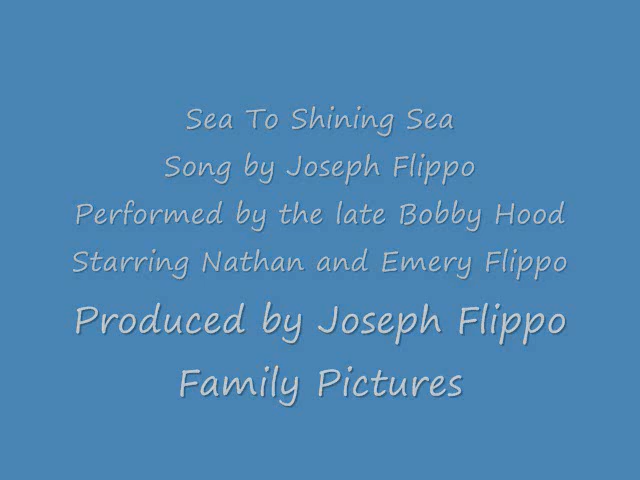 Sea To Shining Sea
Song by Joseph Flippo
Performed by the late Bobby Hood
Starring Nathan and Emery Flippo
Produced by Joseph Flippo
Family Pictures